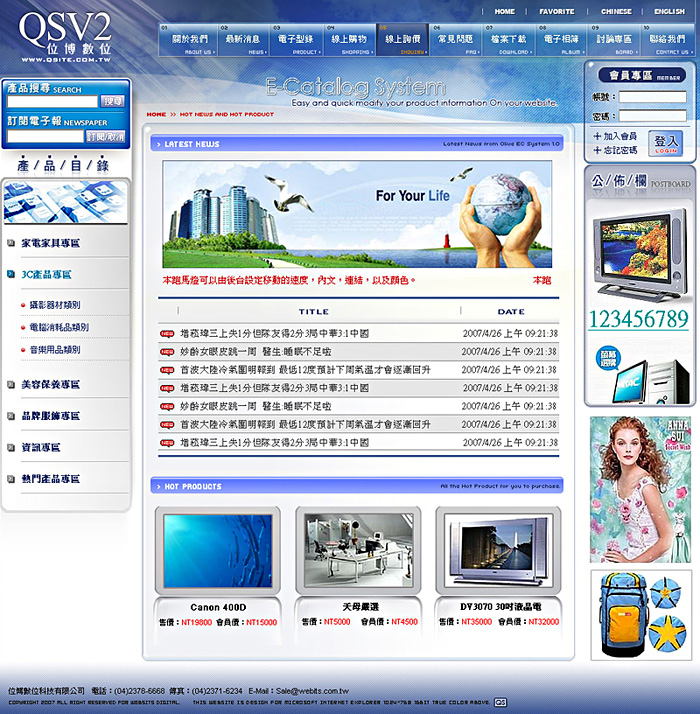 QSV2
位博數位
WWW.QSITE.COM.TW
HOME
FAVORITE
CHINESE
ENGLISH
01 關於我們 ABOUT US
02 最新消息 NEWS
03 電子型錄 PRODUCT
04 線上購物 SHOPPING
05 線上詢價 INQUIRY
06 常見問題 FAQ
07 檔案下載 DOWNLOAD
08 電子相簿 ALBUM
09 討論專區 BOARD
10 聯絡我們 CONTACT US
產品搜尋 SEARCH
搜尋
訂閱電子報 NEWSPAPER
訂閱/取消
產/品/目/錄
家電家具專區
3C產品專區
攝影器材類別
電腦消耗品類別
音樂用品類別
美容保養專區
品牌服飾專區
資訊專區
熱門產品專區
E-Catalog System
Easy and quick modify your product information On your website.
HOME >> HOT NEWS AND HOT PRODUCT
LATEST NEWS
Latest News from Olive EC System 1.0
For Your Life
本跑馬燈可以由後台設定移動的速度，內文，連結，以及顏色。 本跑
TITLE
DATE
NEW 增菘瑋三上央1分但隊友得2分3局中華3:1中國 2007/4/26 上午 09:21:38
NEW 妙齡女眼皮跳一周 醫生:睡眠不足啦 2007/4/26 上午 09:21:38
NEW 首波大陸冷氣團明報到 最低12度預計下周氣溫才會逐漸回升 2007/4/26 上午 09:21:38
NEW 增菘瑋三上央1分但隊友得2分3局中華3:1中國 2007/4/26 上午 09:21:38
NEW 妙齡女眼皮跳一周 醫生:睡眠不足啦 2007/4/26 上午 09:21:38
NEW 首波大陸冷氣團明報到 最低12度預計下周氣溫才會逐漸回升 2007/4/26 上午 09:21:38
NEW 增菘瑋三上央1分但隊友得2分3局中華3:1中國 2007/4/26 上午 09:21:38
HOT PRODUCTS
All the Hot Product for you to purchase.
Canon 400D
售價：NT19800 會員價：NT15000
天母嚴選
售價：NT5000 會員價：NT4500
DV3070 30吋液晶電
售價：NT35000 會員價：NT32000
會員專區 MEMBER
帳號：
密碼：
加入會員
忘記密碼
登入
LOGIN
公/佈/欄 POSTBOARD
123456789
ANNA SUI
Secret Wish
位博數位科技有限公司 電話：(04)2378-6668 傳真：(04)2371-6234 E-Mail：Sale@webits.com.tw
COPYRIGHT 2007 ALL RIGHT RESERVED FOR WEBSITS DIGITAL. THIS WEBSITE IS DESIGN FOR MICROSOFT INTERNET EXPLORER 1024*768 16BIT TRUE COLOR ABOVE. QS